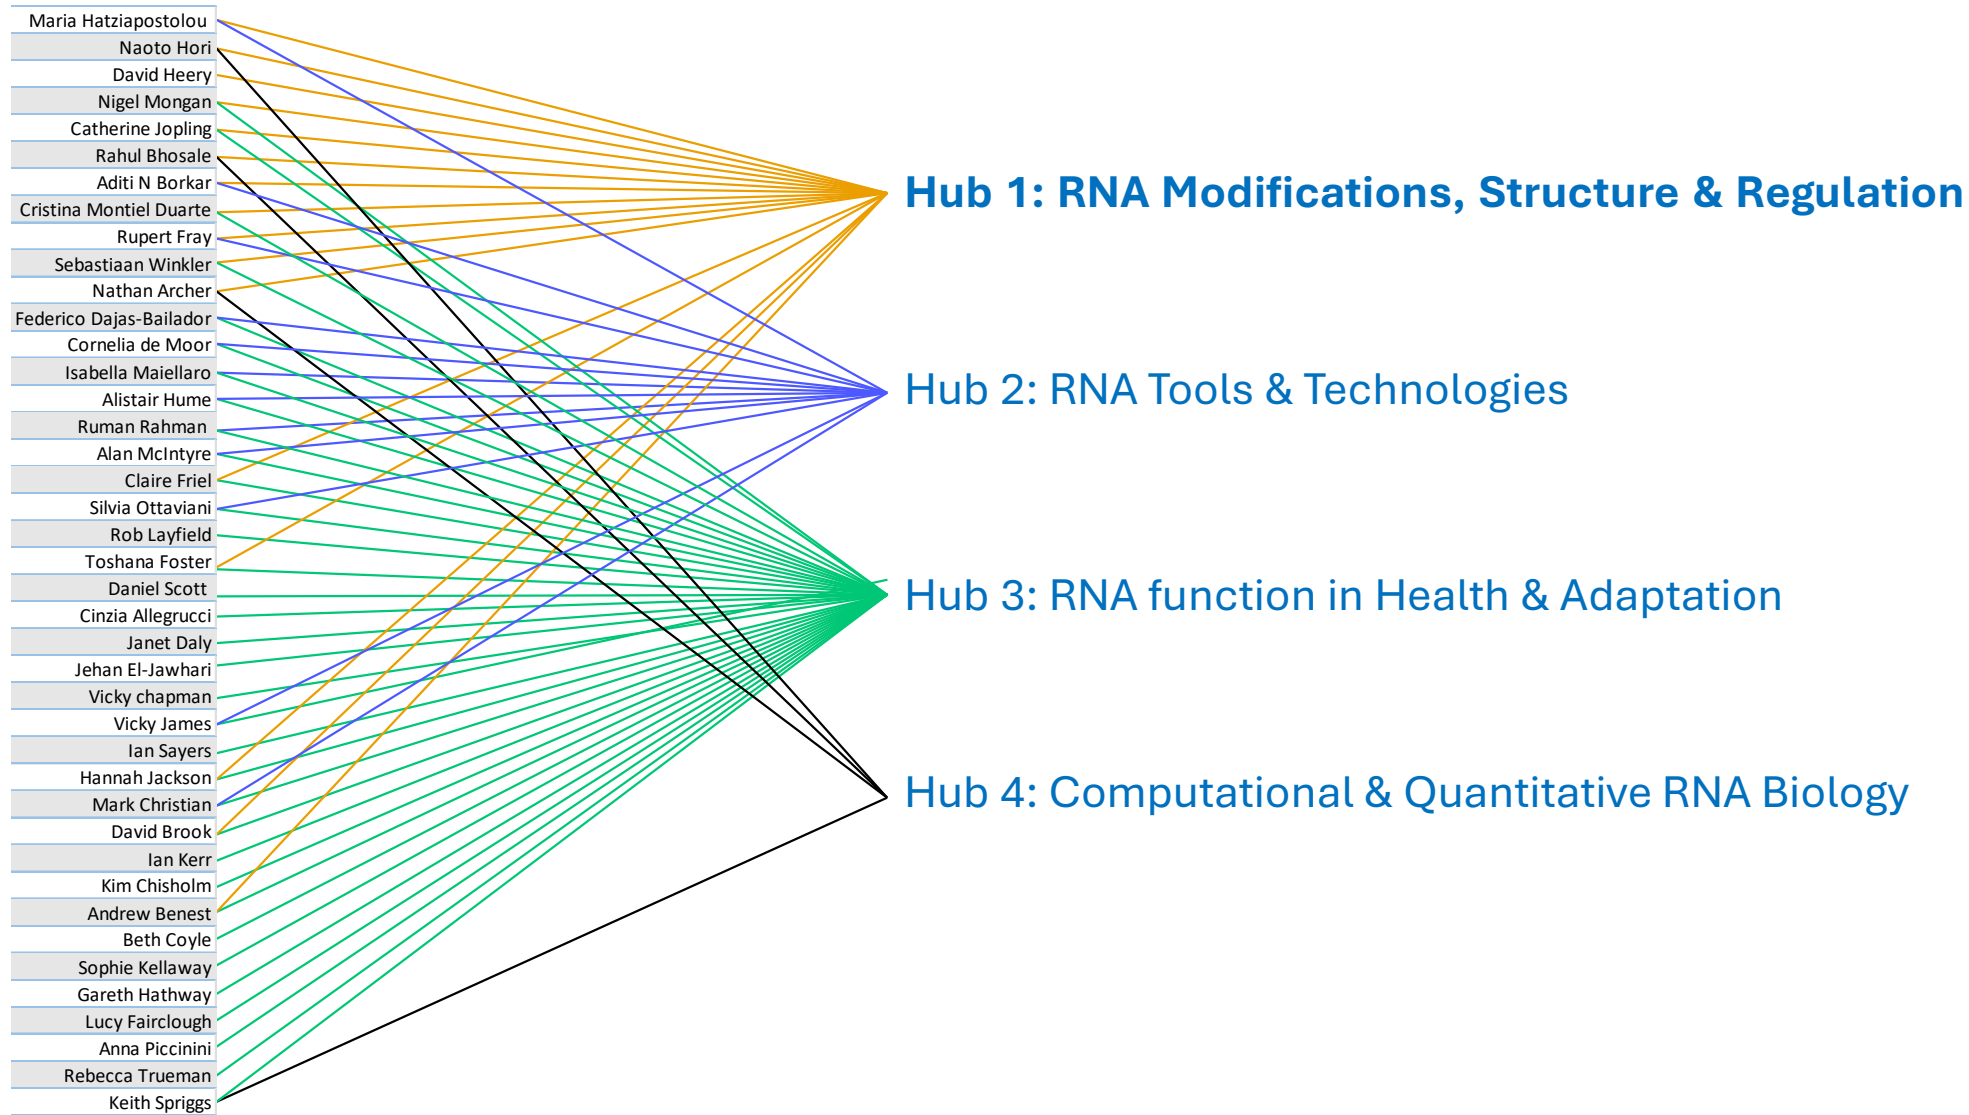 Maria Hatziapostolou
Naoto Hori
David Heery
Nigel Mongan
Catherine Jopling
Rahul Bhosale
Aditi N Borkar
Cristina Montiel Duarte
Rupert Fray
Sebastiaan Winkler
Nathan Archer
Federico Dajas-Bailador
Cornelia de Moor
Isabella Maiellaro
Alistair Hume
Ruman Rahman
Alan McIntyre
Claire Friel
Silvia Ottaviani
Rob Layfield
Toshana Foster
Daniel Scott
Cinzia Allegrucci
Janet Daly
Jehan El-Jawhari
Vicky chapman
Vicky James
Ian Sayers
Hannah Jackson
Mark Christian
David Brook
Ian Kerr
Kim Chisholm
Andrew Benest
Beth Coyle
Sophie Kellaway
Gareth Hathway
Lucy Fairclough
Anna Piccinini
Rebecca Trueman
Keith Spriggs
Hub 1: RNA Modifications, Structure & Regulation
Hub 2: RNA Tools & Technologies
Hub 3: RNA function in Health & Adaptation
Hub 4: Computational & Quantitative RNA Biology